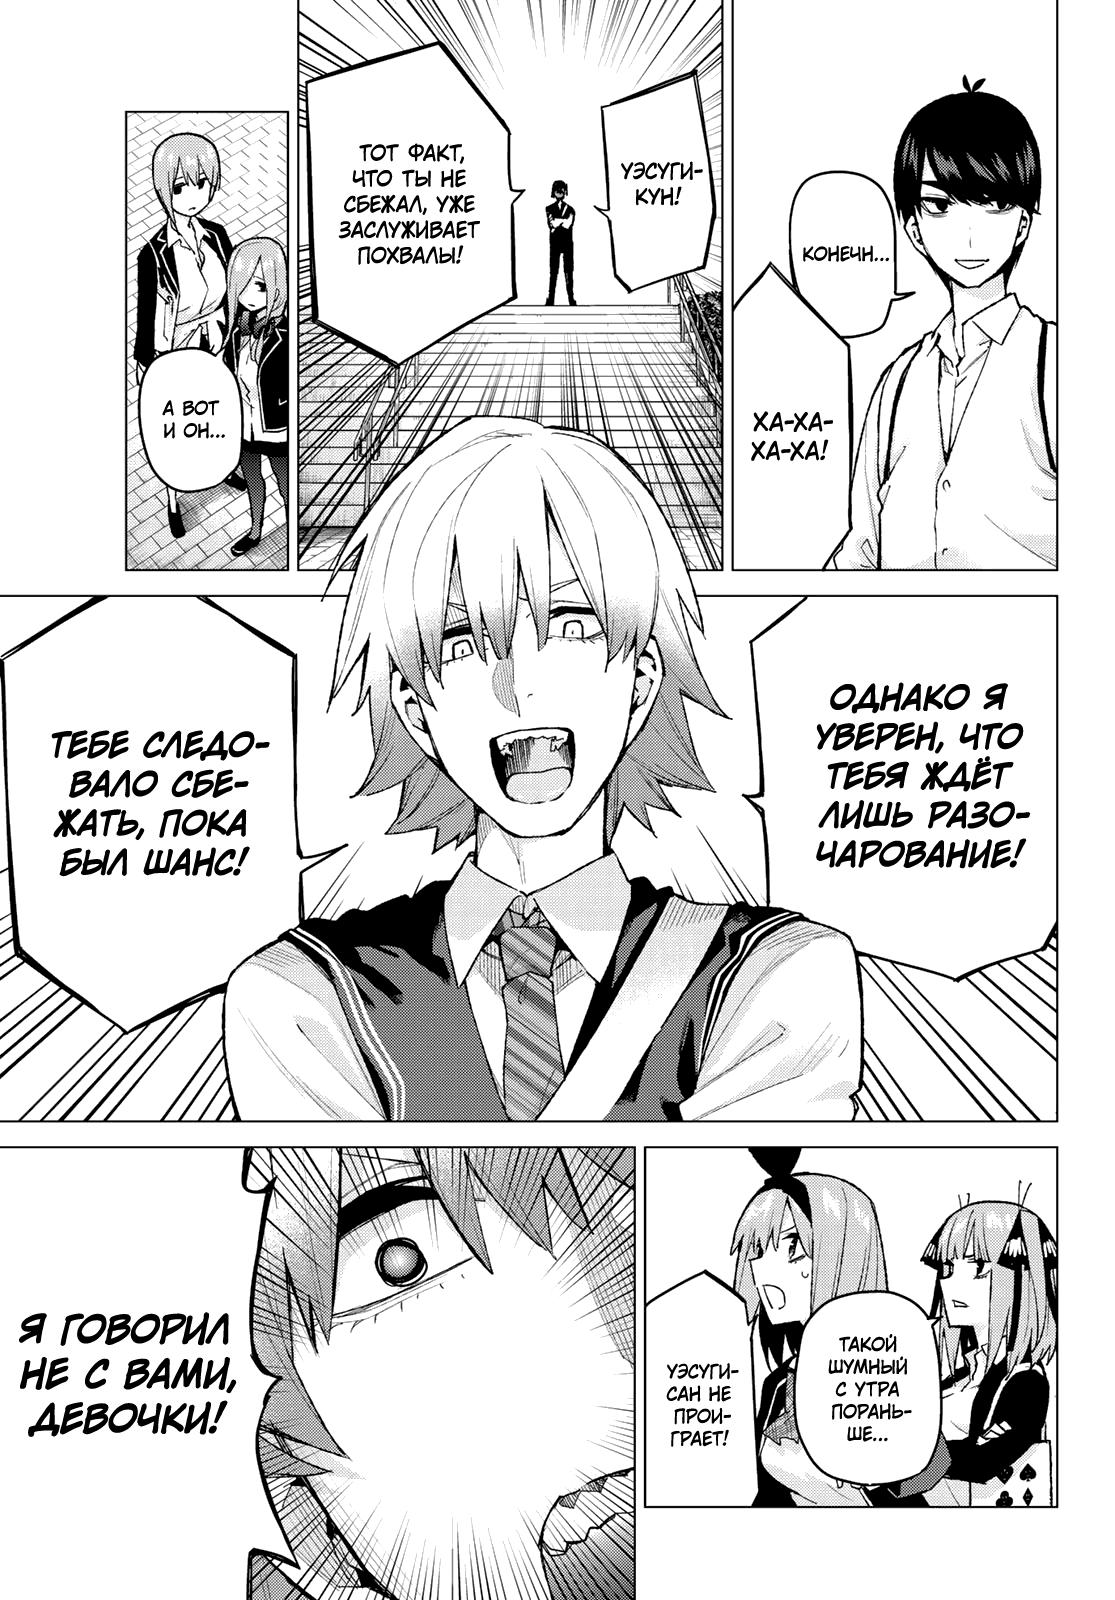 КОНЕЧН...
ХА-ХА-
ХА-ХА!
УЭСУГИ-
КУН!
ТОТ ФАКТ,
ЧТО ТЫ НЕ
СБЕЖАЛ, УЖЕ
ЗАСЛУЖИВАЕТ
ПОХВАЛЫ!
А ВОТ
И ОН...
ОДНАКО Я
УВЕРЕН, ЧТО
ТЕБЯ ЖДЁТ
ЛИШЬ РАЗО-
ЧАРОВАНИЕ!
ТЕБЕ СЛЕДО-
ВАЛО СБЕ-
ЖАТЬ, ПОКА
БЫЛ ШАНС!
ТАКОЙ
ШУМНЫЙ
С УТРА
ПОРАНЬ-
ШЕ...
УЭСУГИ-
САН НЕ
ПРОИ-
ГРАЕТ!
Я ГОВОРИЛ
НЕ С ВАМИ,
ДЕВОЧКИ!